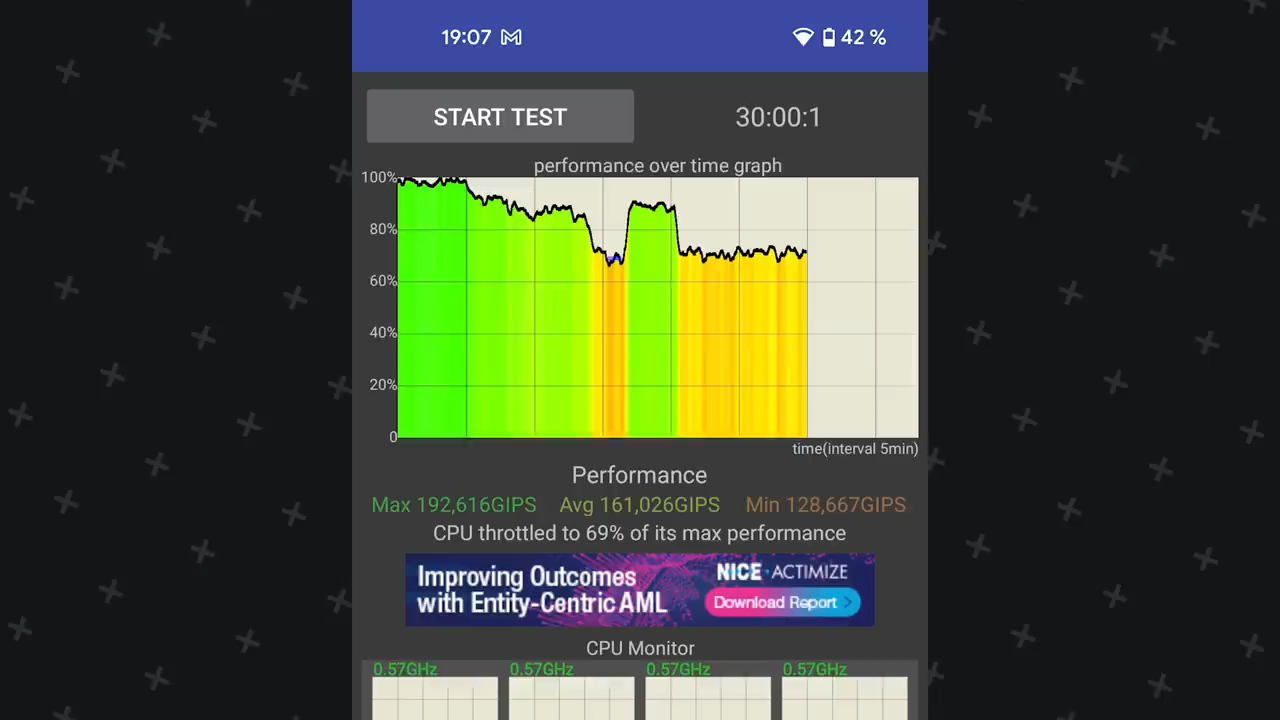 19:07 42 %
START TEST 30:00:1
performance over time graph
100%
80%
60%
40%
20%
0
time(interval 5min)
Performance
Max 192,616GIPS Avg 161,026GIPS Min 128,667GIPS
CPU throttled to 69% of its max performance
Improving Outcomes
with Entity-Centric AML
NICE · ACTIMIZE
Download Report >
CPU Monitor
0.57GHz 0.57GHz 0.57GHz 0.57GHz